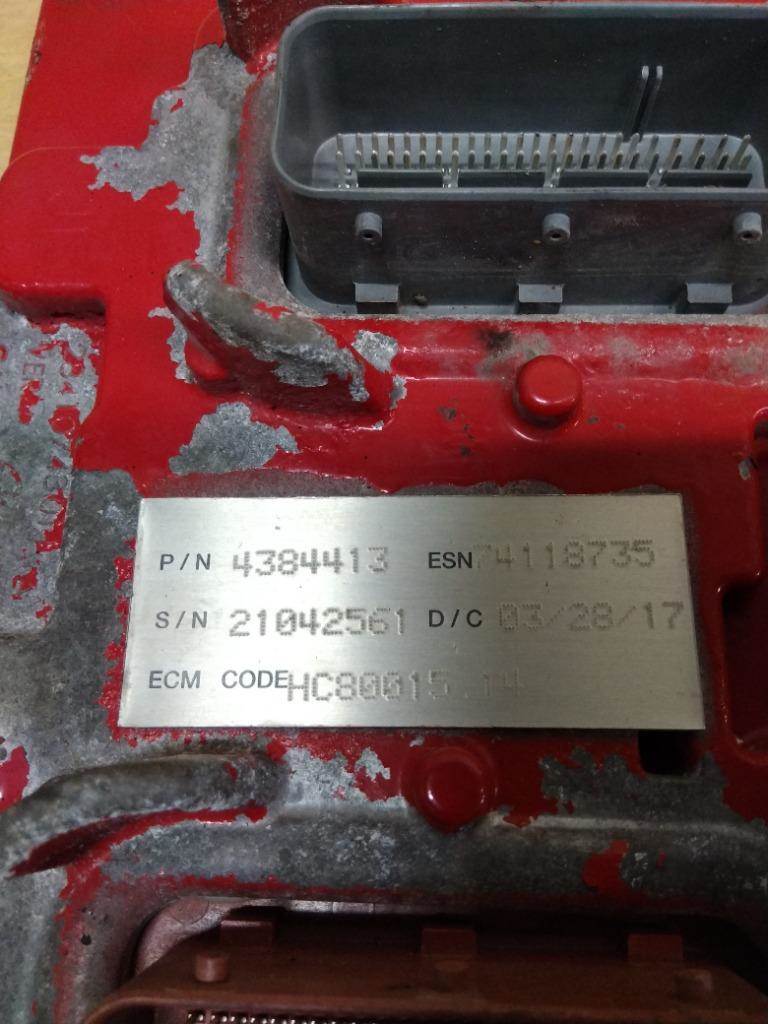 P/N 4384413 ESN 74118735
S/N 21042561 D/C 03/28/17
ECM CODE HC80015.14